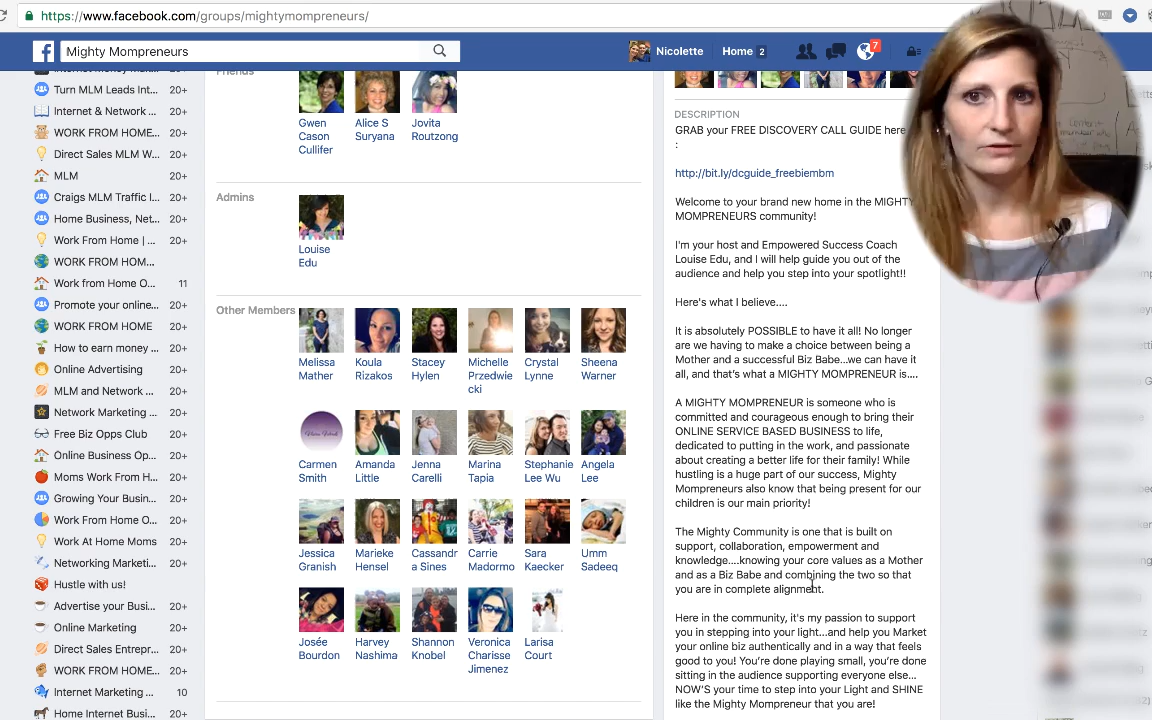 https://www.facebook.com/groups/mightymompreneurs/
Mighty Mompreneurs
Nicolette
Home 2
7
Internet Money Mak...
20+
Turn MLM Leads Int...
20+
Internet & Network ...
20+
WORK FROM HOME...
20+
Direct Sales MLM W...
20+
MLM
20+
Craigs MLM Traffic I...
20+
Home Business, Net...
20+
Work From Home | ...
20+
WORK FROM HOM...
20+
Work from Home O...
11
Promote your online...
20+
WORK FROM HOME
20+
How to earn money ...
20+
Online Advertising
20+
MLM and Network ...
20+
Network Marketing ...
20+
Free Biz Opps Club
20+
Online Business Op...
20+
Moms Work From H...
20+
Growing Your Busin...
20+
Work From Home O...
20+
Work At Home Moms
20+
Networking Marketi...
20+
Hustle with us!
20+
Advertise your Busi...
20+
Online Marketing
20+
Direct Sales Entrepr...
20+
WORK FROM HOME...
20+
Internet Marketing ...
10
Home Internet Busi...
20+
Friends
Gwen
Cason
Cullifer
Alice S
Suryana
Jovita
Routzong
Admins
Louise
Edu
Other Members
Melissa
Mather
Koula
Rizakos
Stacey
Hylen
Michelle
Przedwie
cki
Crystal
Lynne
Sheena
Warner
Carmen
Smith
Amanda
Little
Jenna
Carelli
Marina
Tapia
Stephanie
Lee Wu
Angela
Lee
Jessica
Granish
Marieke
Hensel
Cassandr
a Sines
Carrie
Madormo
Sara
Kaecker
Umm
Sadeeq
Josée
Bourdon
Harvey
Nashima
Shannon
Knobel
Veronica
Charisse
Jimenez
Larisa
Court
DESCRIPTION
GRAB your FREE DISCOVERY CALL GUIDE here
:
http://bit.ly/dcguide_freebiembm
Welcome to your brand new home in the MIGHTY
MOMPRENEURS community!
I'm your host and Empowered Success Coach
Louise Edu, and I will help guide you out of the
audience and help you step into your spotlight!!
Here's what I believe....
It is absolutely POSSIBLE to have it all! No longer
are we having to make a choice between being a
Mother and a successful Biz Babe...we can have it
all, and that's what a MIGHTY MOMPRENEUR is....
A MIGHTY MOMPRENEUR is someone who is
committed and courageous enough to bring their
ONLINE SERVICE BASED BUSINESS to life,
dedicated to putting in the work, and passionate
about creating a better life for their family! While
hustling is a huge part of our success, Mighty
Mompreneurs also know that being present for our
children is our main priority!
The Mighty Community is one that is built on
support, collaboration, empowerment and
knowledge....knowing your core values as a Mother
and as a Biz Babe and combining the two so that
you are in complete alignment.
Here in the community, it's my passion to support
you in stepping into your light...and help you Market
your online biz authentically and in a way that feels
good to you! You're done playing small, you're done
sitting in the audience supporting everyone else...
NOW'S your time to step into your Light and SHINE
like the Mighty Mompreneur that you are!